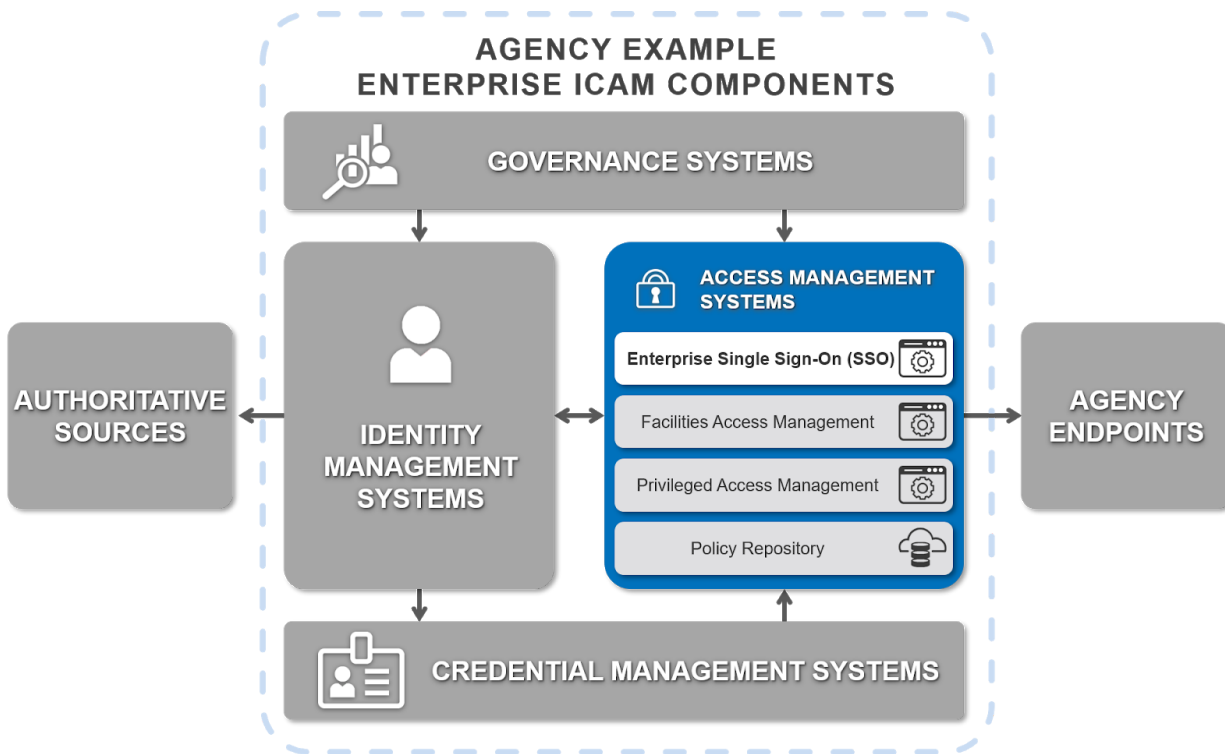 AGENCY EXAMPLE
ENTERPRISE ICAM COMPONENTS
GOVERNANCE SYSTEMS
AUTHORITATIVE
SOURCES
IDENTITY
MANAGEMENT
SYSTEMS
ACCESS MANAGEMENT
SYSTEMS
Enterprise Single Sign-On (SSO)
Facilities Access Management
Privileged Access Management
Policy Repository
AGENCY
ENDPOINTS
CREDENTIAL MANAGEMENT SYSTEMS